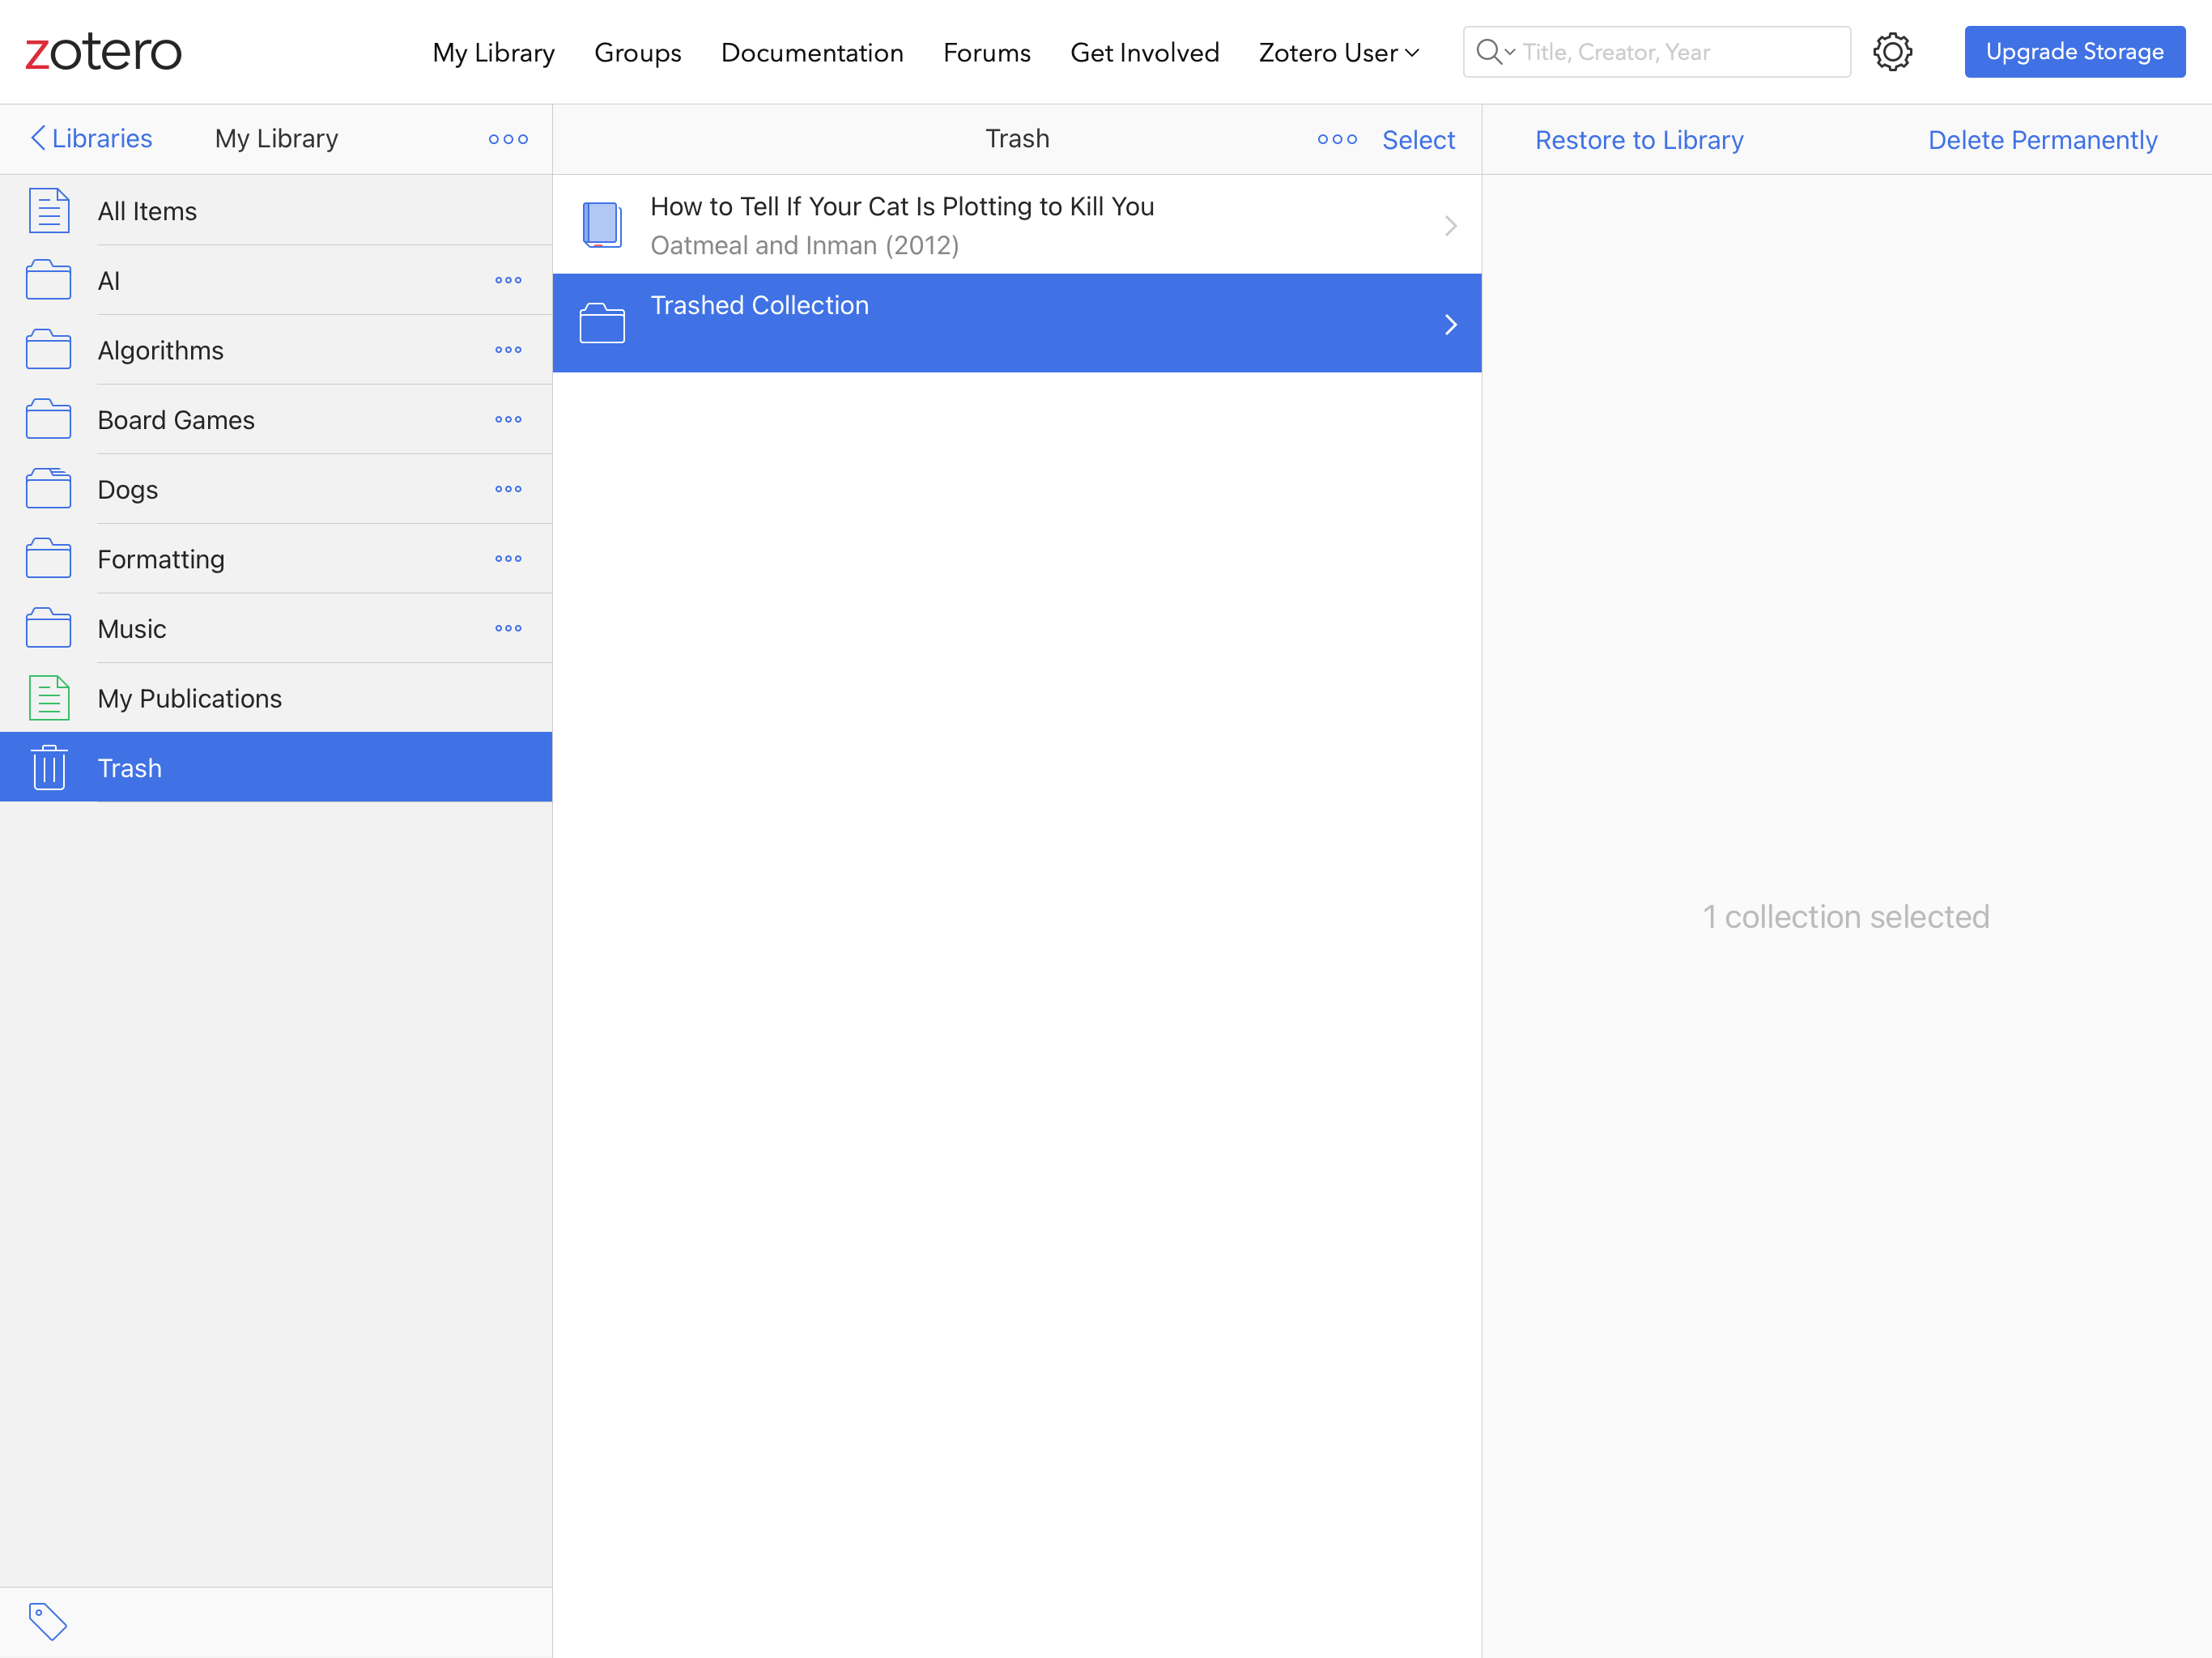 zotero
My Library Groups Documentation Forums Get Involved Zotero User Title, Creator, Year Upgrade Storage
Libraries My Library
Trash Select
Restore to Library Delete Permanently
All Items
AI
Algorithms
Board Games
Dogs
Formatting
Music
My Publications
Trash
How to Tell If Your Cat Is Plotting to Kill You
Oatmeal and Inman (2012)
Trashed Collection
1 collection selected